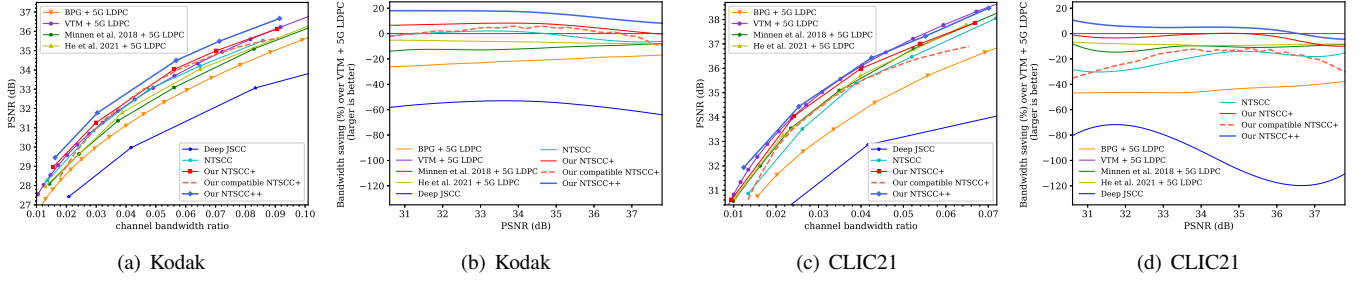 PSNR (dB)
37
36
35
34
33
32
31
30
29
28
27
0.01 0.02 0.03 0.04 0.05 0.06 0.07 0.08 0.09 0.10
channel bandwidth ratio
BPG + 5G LDPC
VTM + 5G LDPC
Minnen et al. 2018 + 5G LDPC
He et al. 2021 + 5G LDPC
Deep JSCC
NTSCC
Our NTSCC+
Our compatible NTSCC+
Our NTSCC++
(a) Kodak
Bandwidth saving (%) over VTM + 5G LDPC
(larger is better)
20
0
−20
−40
−60
−80
−100
−120
31 32 33 34 35 36 37
PSNR (dB)
BPG + 5G LDPC
VTM + 5G LDPC
Minnen et al. 2018 + 5G LDPC
He et al. 2021 + 5G LDPC
Deep JSCC
NTSCC
Our NTSCC+
Our compatible NTSCC+
Our NTSCC++
(b) Kodak
PSNR (dB)
38
37
36
35
34
33
32
31
0.01 0.02 0.03 0.04 0.05 0.06 0.07
channel bandwidth ratio
BPG + 5G LDPC
VTM + 5G LDPC
Minnen et al. 2018 + 5G LDPC
He et al. 2021 + 5G LDPC
Deep JSCC
NTSCC
Our NTSCC+
Our compatible NTSCC+
Our NTSCC++
(c) CLIC21
Bandwidth saving (%) over VTM + 5G LDPC
(larger is better)
20
0
−20
−40
−60
−80
−100
−120
31 32 33 34 35 36 37
PSNR (dB)
NTSCC
Our NTSCC+
Our compatible NTSCC+
Our NTSCC++
BPG + 5G LDPC
VTM + 5G LDPC
Minnen et al. 2018 + 5G LDPC
He et al. 2021 + 5G LDPC
Deep JSCC
(d) CLIC21